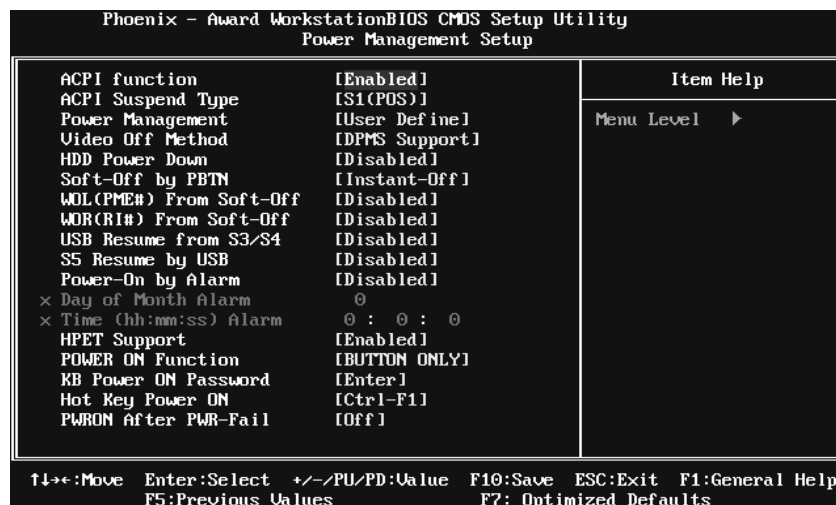 Phoenix - Award WorkstationBIOS CMOS Setup Utility
Power Management Setup
ACPI function [Enabled]
ACPI Suspend Type [S1(POS)]
Power Management [User Define]
Video Off Method [DPMS Support]
HDD Power Down [Disabled]
Soft-Off by PBTN [Instant-Off]
WOL(PME#) From Soft-Off [Disabled]
WOR(RI#) From Soft-Off [Disabled]
USB Resume from S3/S4 [Disabled]
S5 Resume by USB [Disabled]
Power-On by Alarm [Disabled]
x Day of Month Alarm 0
x Time (hh:mm:ss) Alarm 0 : 0 : 0
HPET Support [Enabled]
POWER ON Function [BUTTON ONLY]
KB Power ON Password [Enter]
Hot Key Power ON [Ctrl-F1]
PWRON After PWR-Fail [Off]
Item Help
Menu Level ▶
↑↓→←:Move Enter:Select +/-/PU/PD:Value F10:Save ESC:Exit F1:General Help
F5:Previous Values F7: Optimized Defaults